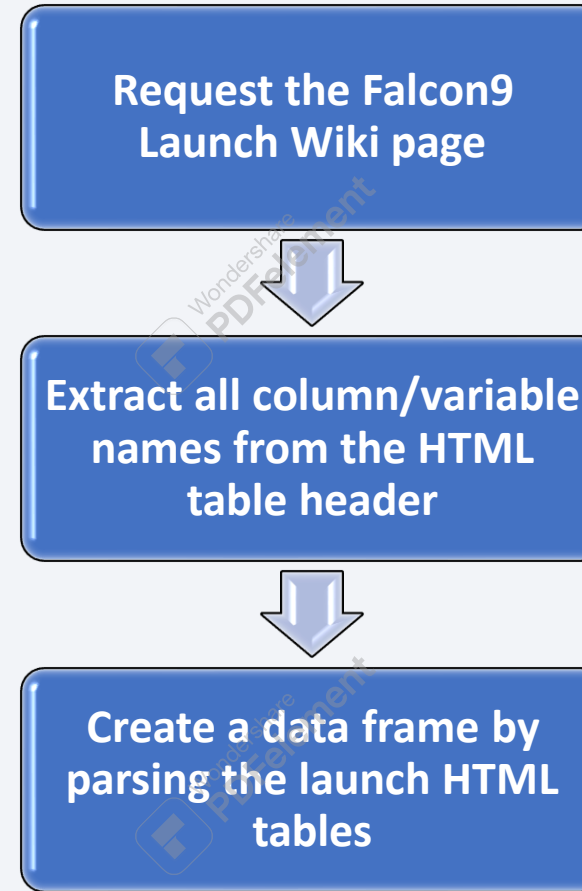 Request the Falcon9
Launch Wiki page
Wondershare
PDFelement
Extract all column/variable
names from the HTML
table header
Create a data frame by
parsing the launch HTML
tables
Wondershare
PDFelement